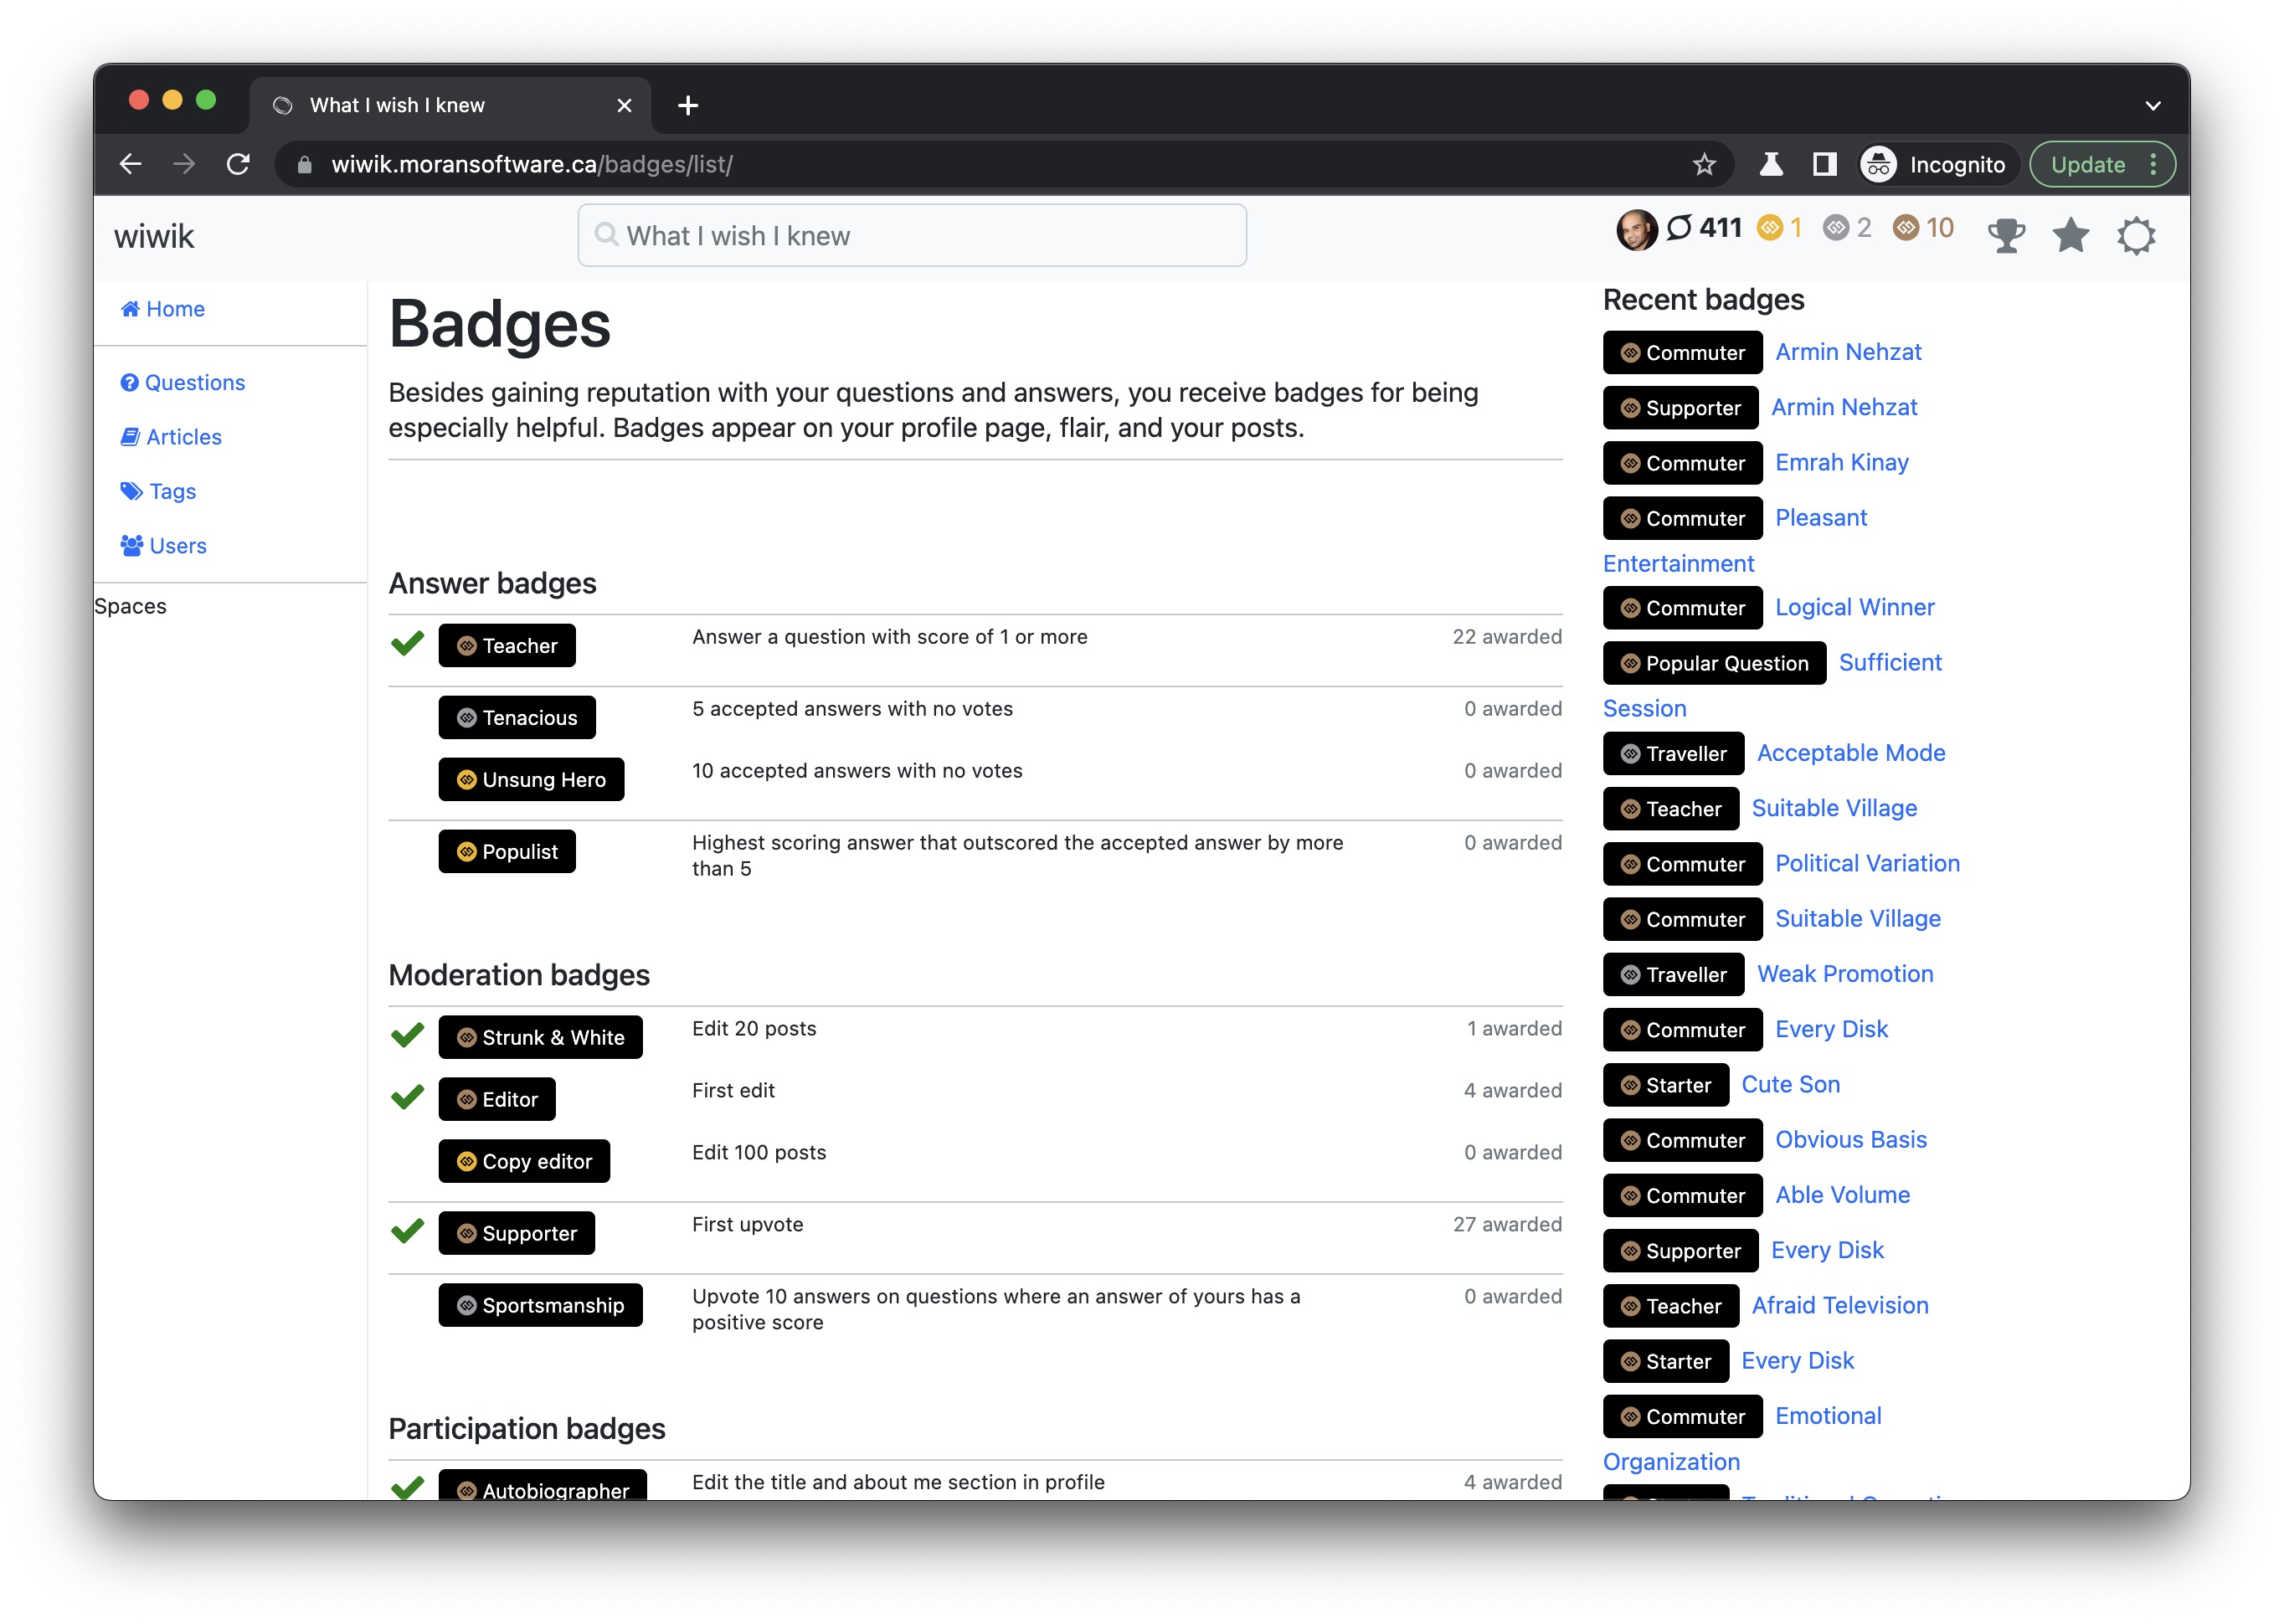 What I wish I knew
wiwik.moransoftware.ca/badges/list/
Incognito
Update
wiwik
What I wish I knew
411 1 2 10
Home
Questions
Articles
Tags
Users
Spaces
Badges
Besides gaining reputation with your questions and answers, you receive badges for being
especially helpful. Badges appear on your profile page, flair, and your posts.
Answer badges
Teacher Answer a question with score of 1 or more 22 awarded
Tenacious 5 accepted answers with no votes 0 awarded
Unsung Hero 10 accepted answers with no votes 0 awarded
Populist Highest scoring answer that outscored the accepted answer by more 0 awarded
than 5
Moderation badges
Strunk & White Edit 20 posts 1 awarded
Editor First edit 4 awarded
Copy editor Edit 100 posts 0 awarded
Supporter First upvote 27 awarded
Sportsmanship Upvote 10 answers on questions where an answer of yours has a 0 awarded
positive score
Participation badges
Autobiographer Edit the title and about me section in profile 4 awarded
Recent badges
Commuter Armin Nehzat
Supporter Armin Nehzat
Commuter Emrah Kinay
Commuter Pleasant
Entertainment
Commuter Logical Winner
Popular Question Sufficient
Session
Traveller Acceptable Mode
Teacher Suitable Village
Commuter Political Variation
Commuter Suitable Village
Traveller Weak Promotion
Commuter Every Disk
Starter Cute Son
Commuter Obvious Basis
Commuter Able Volume
Supporter Every Disk
Teacher Afraid Television
Starter Every Disk
Commuter Emotional
Organization